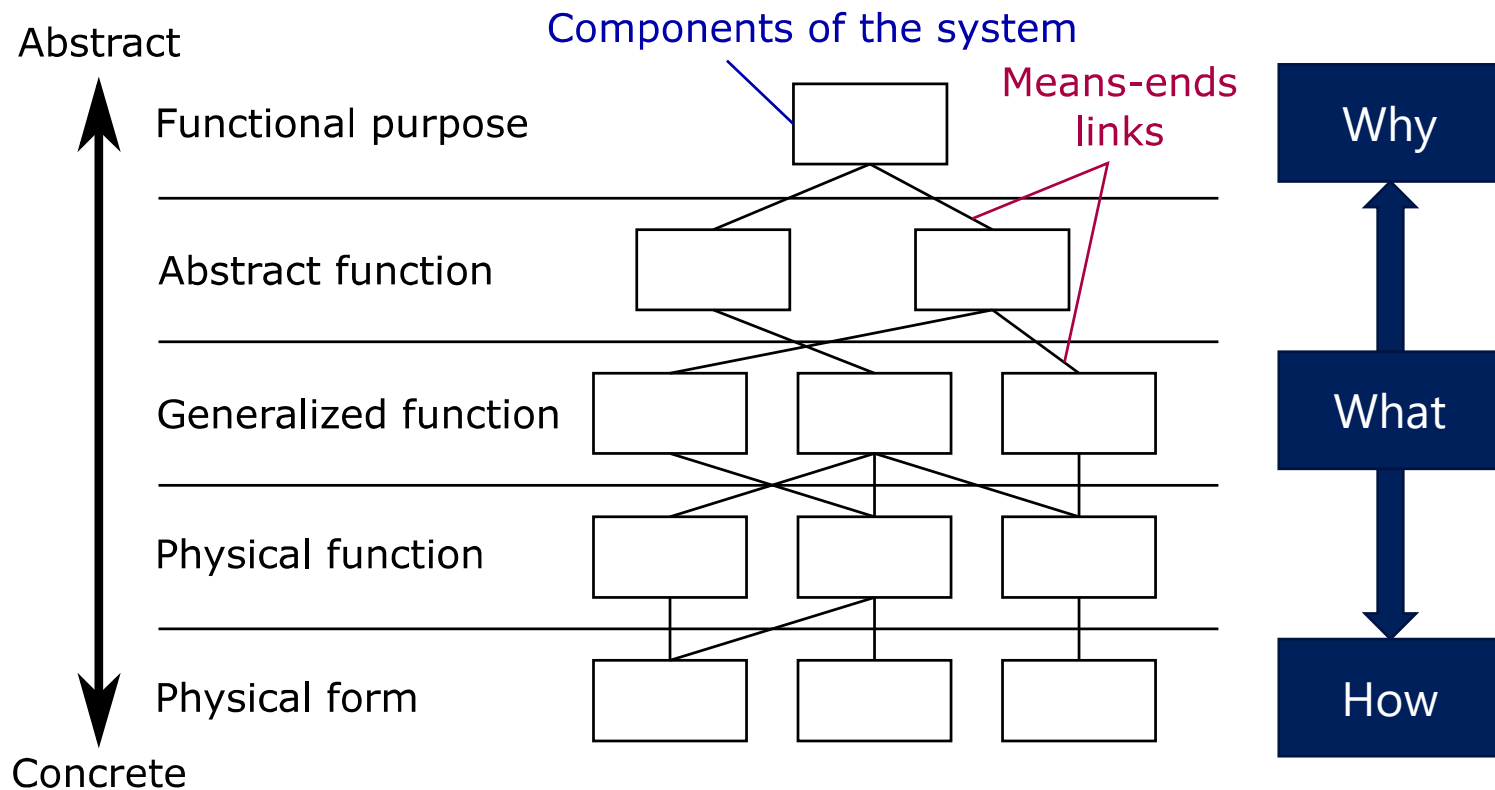 Components of the system
Abstract
Means-ends
links
Functional purpose
Why
Abstract function
Generalized function
What
Physical function
Physical form
How
Concrete